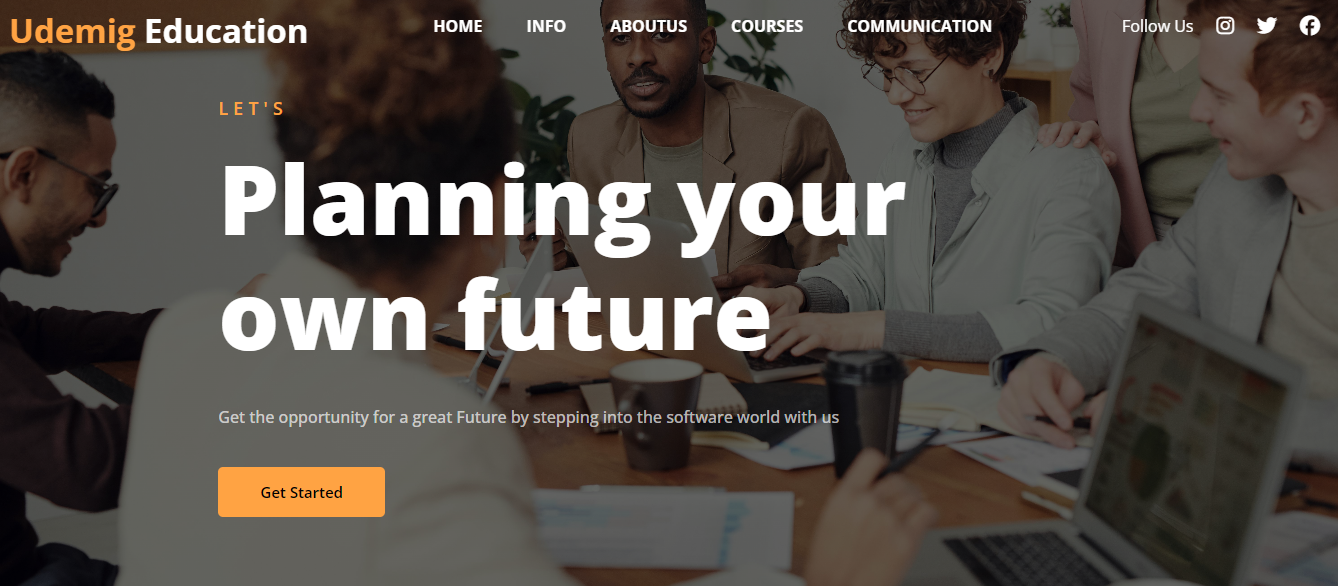 Udemig Education
HOME INFO ABOUTUS COURSES COMMUNICATION
Follow Us
LET'S
Planning your
own future
Get the opportunity for a great Future by stepping into the software world with us
Get Started